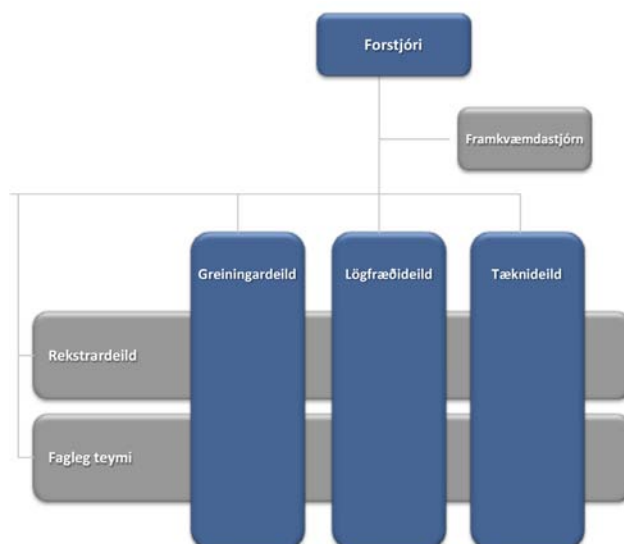 Forstjóri
Framkvæmdastjórn
Greiningardeild
Lögfræðideild
Tæknideild
Rekstrardeild
Fagleg teymi